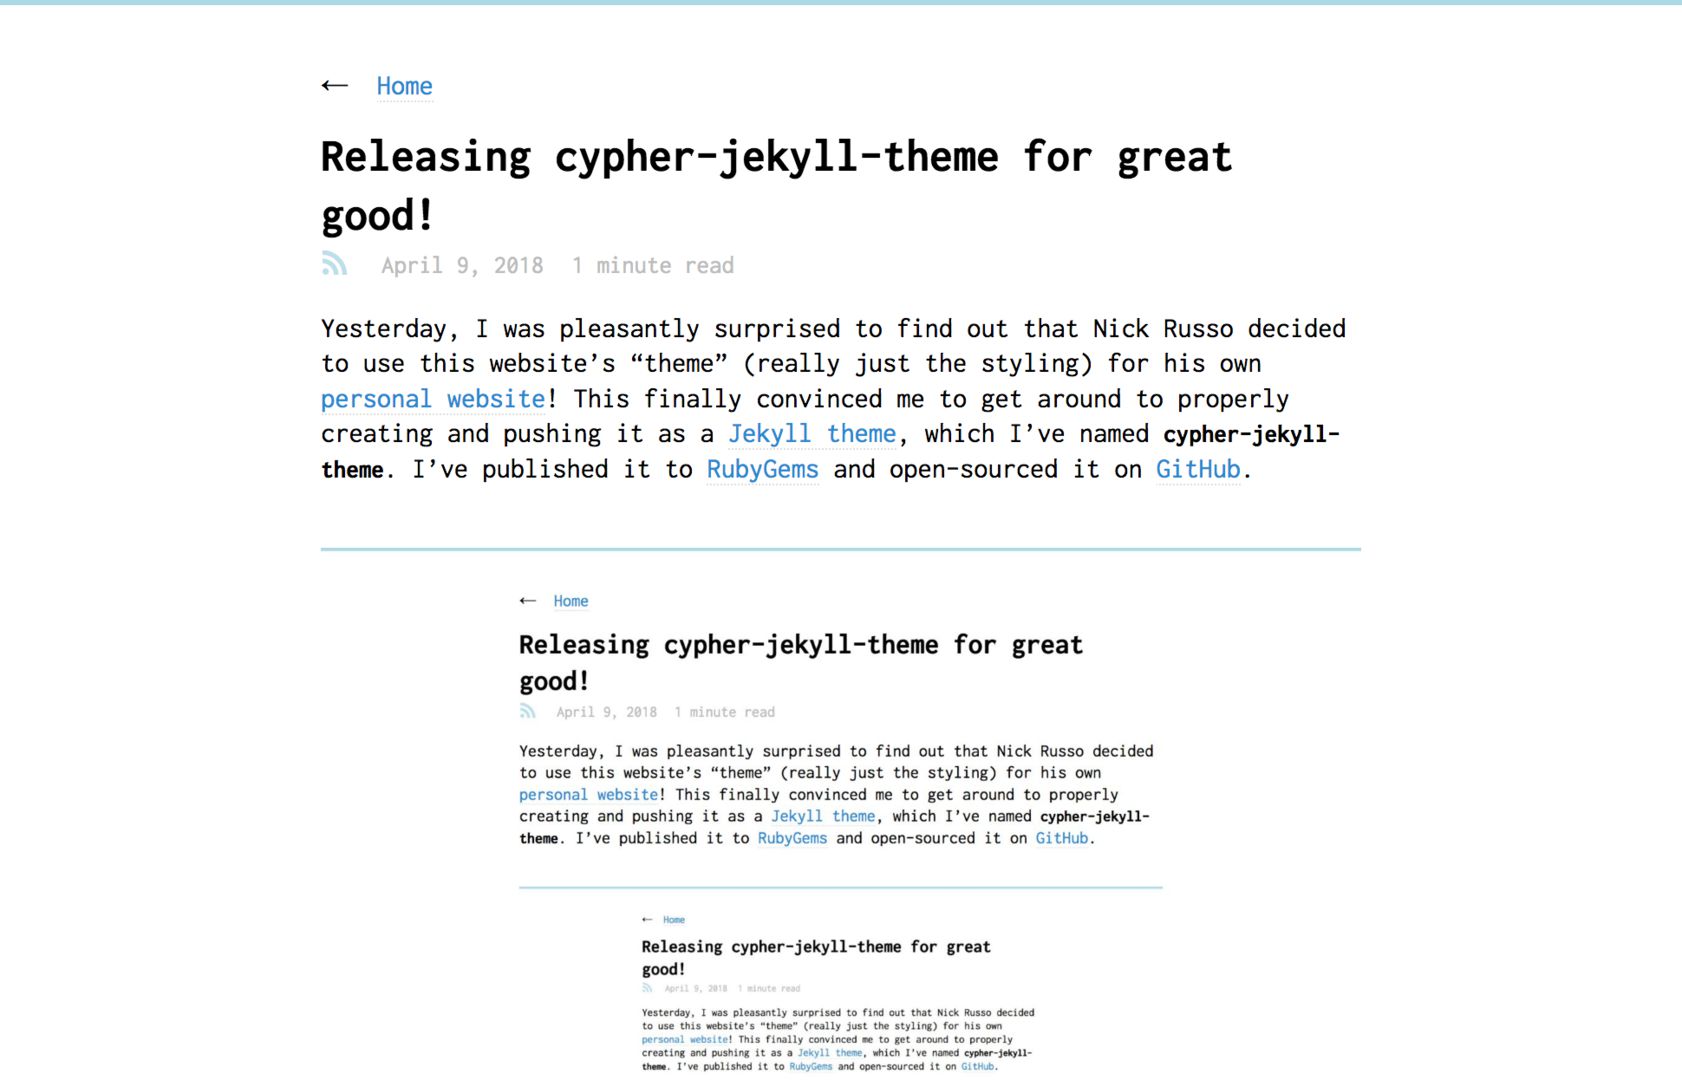 ← Home
Releasing cypher-jekyll-theme for great
good!
April 9, 2018 1 minute read
Yesterday, I was pleasantly surprised to find out that Nick Russo decided
to use this website’s “theme” (really just the styling) for his own
personal website! This finally convinced me to get around to properly
creating and pushing it as a Jekyll theme, which I’ve named cypher-jekyll-
theme. I’ve published it to RubyGems and open-sourced it on GitHub.
← Home
Releasing cypher-jekyll-theme for great
good!
April 9, 2018 1 minute read
Yesterday, I was pleasantly surprised to find out that Nick Russo decided
to use this website’s “theme” (really just the styling) for his own
personal website! This finally convinced me to get around to properly
creating and pushing it as a Jekyll theme, which I’ve named cypher-jekyll-
theme. I’ve published it to RubyGems and open-sourced it on GitHub.
← Home
Releasing cypher-jekyll-theme for great
good!
April 9, 2018 1 minute read
Yesterday, I was pleasantly surprised to find out that Nick Russo decided
to use this website’s “theme” (really just the styling) for his own
personal website! This finally convinced me to get around to properly
creating and pushing it as a Jekyll theme, which I’ve named cypher-jekyll-
theme. I’ve published it to RubyGems and open-sourced it on GitHub.